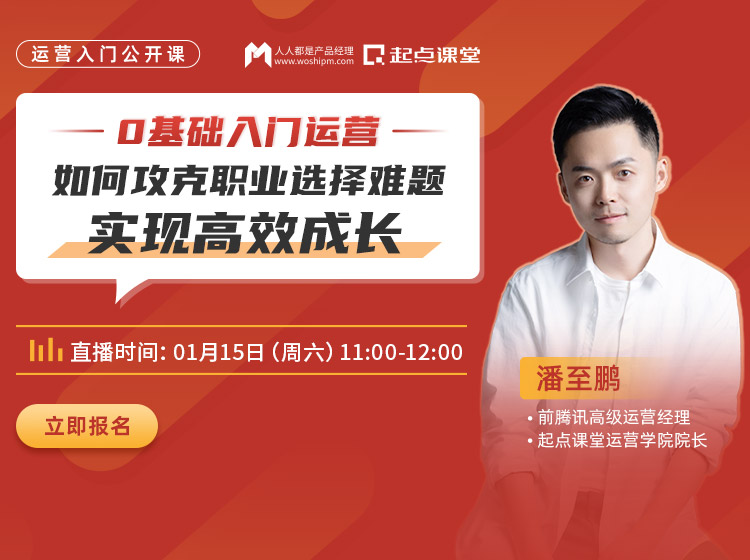 运营入门公开课
人人都是产品经理
www.woshipm.com
起点课堂
0基础入门运营
如何攻克职业选择难题
实现高效成长
直播时间：01月15日（周六）11:00-12:00
立即报名
潘至鹏
• 前腾讯高级运营经理
• 起点课堂运营学院院长